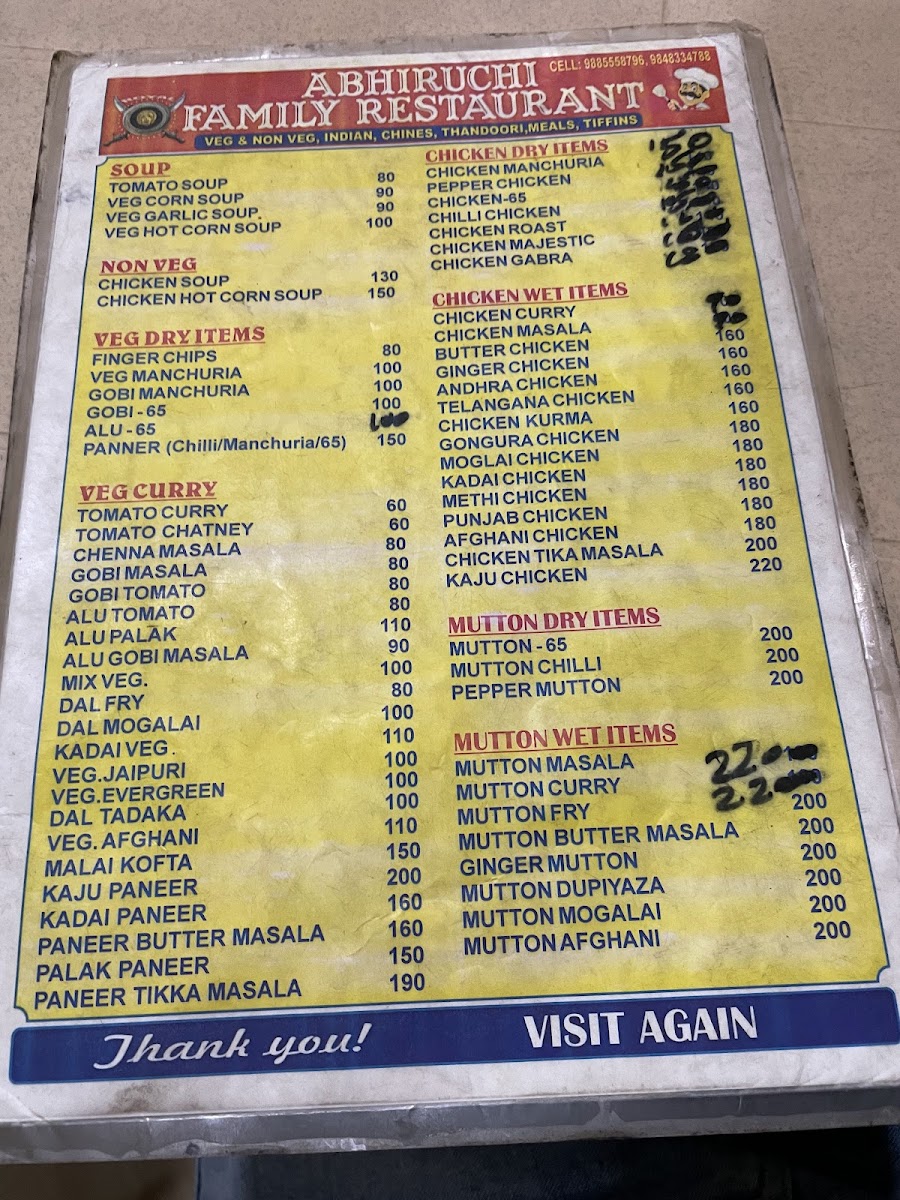 ABHIRUCHI
FAMILY RESTAURANT
CELL: 9885558796, 9848334788
VEG & NON VEG, INDIAN, CHINES, THANDOORI,MEALS, TIFFINS
SOUP
TOMATO SOUP 80
VEG CORN SOUP 90
VEG GARLIC SOUP 90
VEG HOT CORN SOUP 100
NON VEG
CHICKEN SOUP 130
CHICKEN HOT CORN SOUP 150
VEG DRY ITEMS
FINGER CHIPS 80
VEG MANCHURIA 100
GOBI MANCHURIA 100
GOBI - 65 100
ALU - 65 100
PANNER (Chilli/Manchuria/65) 150
VEG CURRY
TOMATO CURRY 60
TOMATO CHATNEY 60
CHENNA MASALA 80
GOBI MASALA 80
GOBI TOMATO 80
ALU TOMATO 80
ALU PALAK 110
ALU GOBI MASALA 90
MIX VEG. 100
DAL FRY 80
DAL MOGALAI 100
KADAI VEG. 110
VEG.JAIPURI 100
VEG.EVERGREEN 100
DAL TADAKA 100
VEG. AFGHANI 110
MALAI KOFTA 150
KAJU PANEER 200
KADAI PANEER 160
PANEER BUTTER MASALA 160
PALAK PANEER 150
PANEER TIKKA MASALA 190
CHICKEN DRY ITEMS
CHICKEN MANCHURIA
PEPPER CHICKEN
CHICKEN-65
CHILLI CHICKEN
CHICKEN ROAST
CHICKEN MAJESTIC
CHICKEN GABRA
CHICKEN WET ITEMS
CHICKEN CURRY
CHICKEN MASALA
BUTTER CHICKEN 160
GINGER CHICKEN 160
ANDHRA CHICKEN 160
TELANGANA CHICKEN 160
CHICKEN KURMA 160
GONGURA CHICKEN 180
MOGLAI CHICKEN 180
KADAI CHICKEN 180
METHI CHICKEN 180
PUNJAB CHICKEN 180
AFGHANI CHICKEN 180
CHICKEN TIKA MASALA 200
KAJU CHICKEN 220
MUTTON DRY ITEMS
MUTTON - 65 200
MUTTON CHILLI 200
PEPPER MUTTON 200
MUTTON WET ITEMS
MUTTON MASALA 220
MUTTON CURRY 220
MUTTON FRY 200
MUTTON BUTTER MASALA 200
GINGER MUTTON 200
MUTTON DUPIYAZA 200
MUTTON MOGALAI 200
MUTTON AFGHANI 200
Thank you!
VISIT AGAIN